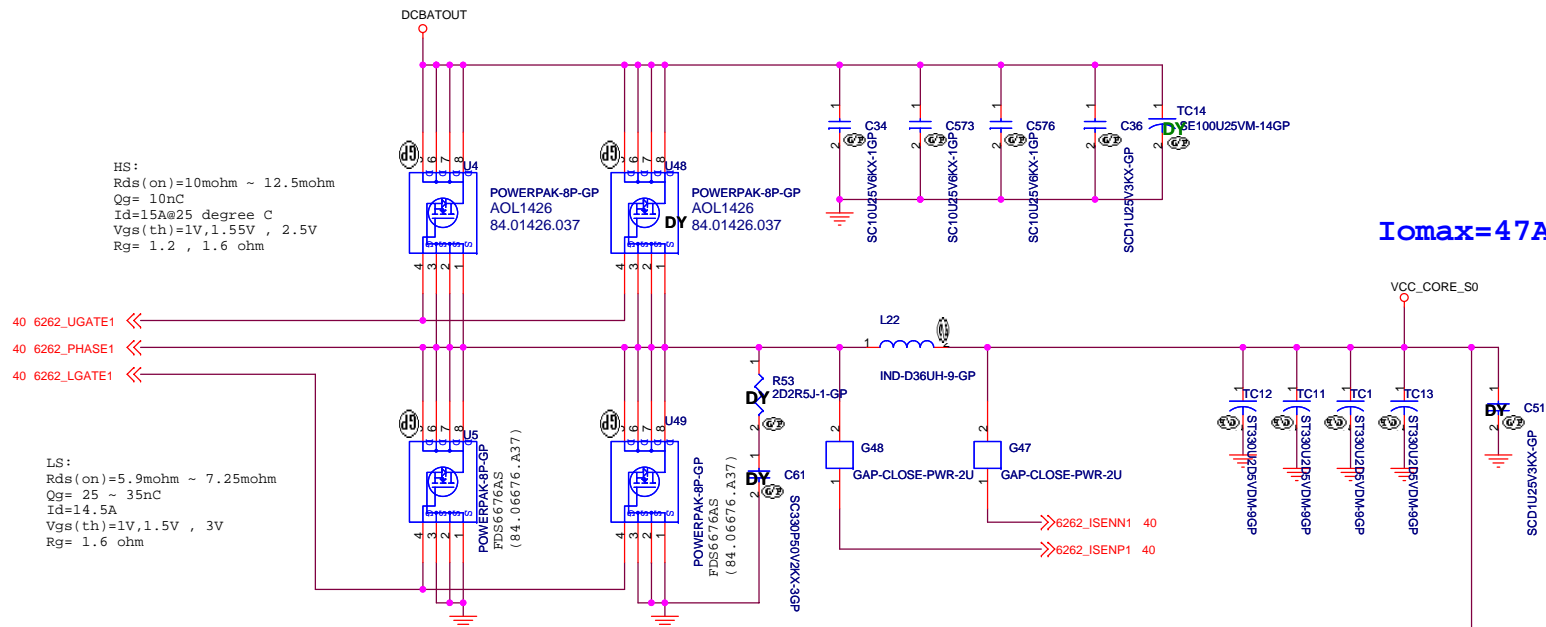 DCBATOUT
HS:
Rds(on)=10mohm ~ 12.5mohm
Qg= 10nC
Id=15A@25 degree C
Vgs(th)=1V,1.55V , 2.5V
Rg= 1.2 , 1.6 ohm
U4
POWERPAK-8P-GP
AOL1426
84.01426.037
U48
POWERPAK-8P-GP
AOL1426
84.01426.037
DY
C34
SC10U25V6KX-1GP
C573
SC10U25V6KX-1GP
C576
SC10U25V6KX-1GP
C36
SCD1U25V3KX-GP
TC14
SE100U25VM-14GP
DY
Iomax=47A
VCC_CORE_S0
40 6262_UGATE1
40 6262_PHASE1
40 6262_LGATE1
L22
1
IND-D36UH-9-GP
R53
2D2R5J-1-GP
DY
C61
DY
SC330P50V2KX-3GP
G48
GAP-CLOSE-PWR-2U
G47
GAP-CLOSE-PWR-2U
6262_ISENN1 40
6262_ISENP1 40
TC12
ST330U2D5VDM-9GP
TC11
ST330U2D5VDM-9GP
TC1
ST330U2D5VDM-9GP
TC13
ST330U2D5VDM-9GP
DY
C51
SCD1U25V3KX-GP
LS:
Rds(on)=5.9mohm ~ 7.25mohm
Qg= 25 ~ 35nC
Id=14.5A
Vgs(th)=1V,1.5V , 3V
Rg= 1.6 ohm
U5
POWERPAK-8P-GP
FDS6676AS
(84.06676.A37)
U49
POWERPAK-8P-GP
FDS6676AS
(84.06676.A37)